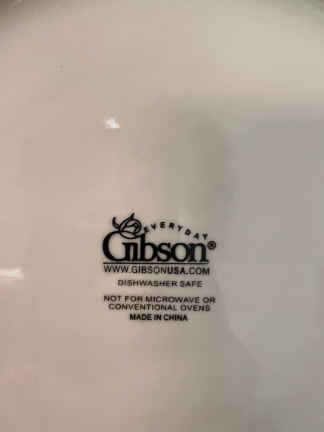 EVERYDAY
Gibson®
WWW.GIBSONUSA.COM
DISHWASHER SAFE
NOT FOR MICROWAVE OR
CONVENTIONAL OVENS
MADE IN CHINA